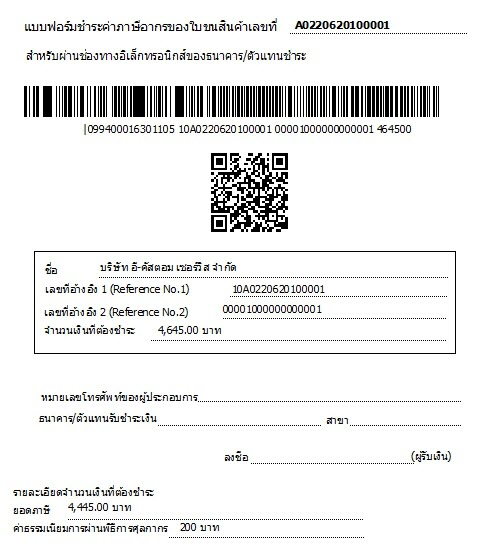 แบบฟอร์มชำระค่าภาษีอากรของใบขนสินค้าเลขที่ A0220620100001
สำหรับผ่านช่องทางอิเล็กทรอนิกส์ของธนาคาร/ตัวแทนชำระ
|099400016301105 10A0220620100001 00001000000000001 464500
ชื่อ บริษัท อี-คัสตอม เซอร์วิส จำกัด
เลขที่อ้างอิง 1 (Reference No.1) 10A0220620100001
เลขที่อ้างอิง 2 (Reference No.2) 00001000000000001
จำนวนเงินที่ต้องชำระ 4,645.00 บาท
หมายเลขโทรศัพท์ของผู้ประกอบการ
ธนาคาร/ตัวแทนรับชำระเงิน สาขา
ลงชื่อ (ผู้รับเงิน)
รายละเอียดจำนวนเงินที่ต้องชำระ
ยอดภาษี 4,445.00 บาท
ค่าธรรมเนียมการผ่านพิธีการศุลกากร 200 บาท